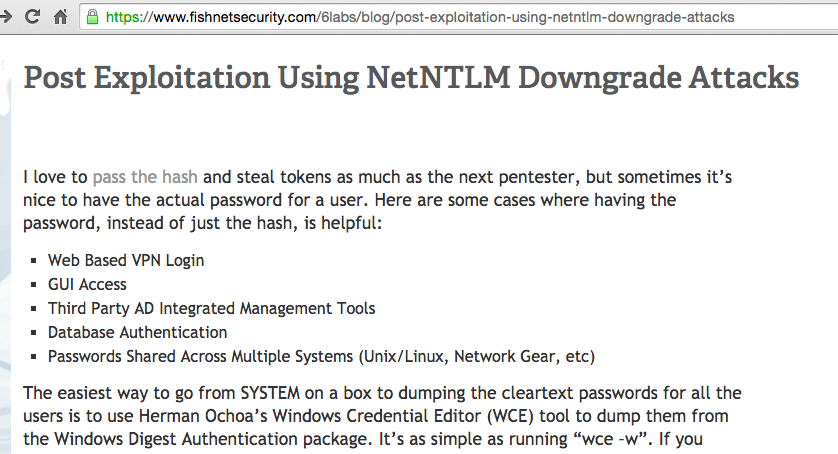 https://www.fishnetsecurity.com/6labs/blog/post-exploitation-using-netntlm-downgrade-attacks
Post Exploitation Using NetNTLM Downgrade Attacks
I love to pass the hash and steal tokens as much as the next pentester, but sometimes it’s
nice to have the actual password for a user. Here are some cases where having the
password, instead of just the hash, is helpful:
Web Based VPN Login
GUI Access
Third Party AD Integrated Management Tools
Database Authentication
Passwords Shared Across Multiple Systems (Unix/Linux, Network Gear, etc)
The easiest way to go from SYSTEM on a box to dumping the cleartext passwords for all the
users is to use Herman Ochoa’s Windows Credential Editor (WCE) tool to dump them from
the Windows Digest Authentication package. It’s as simple as running “wce –w”. If you